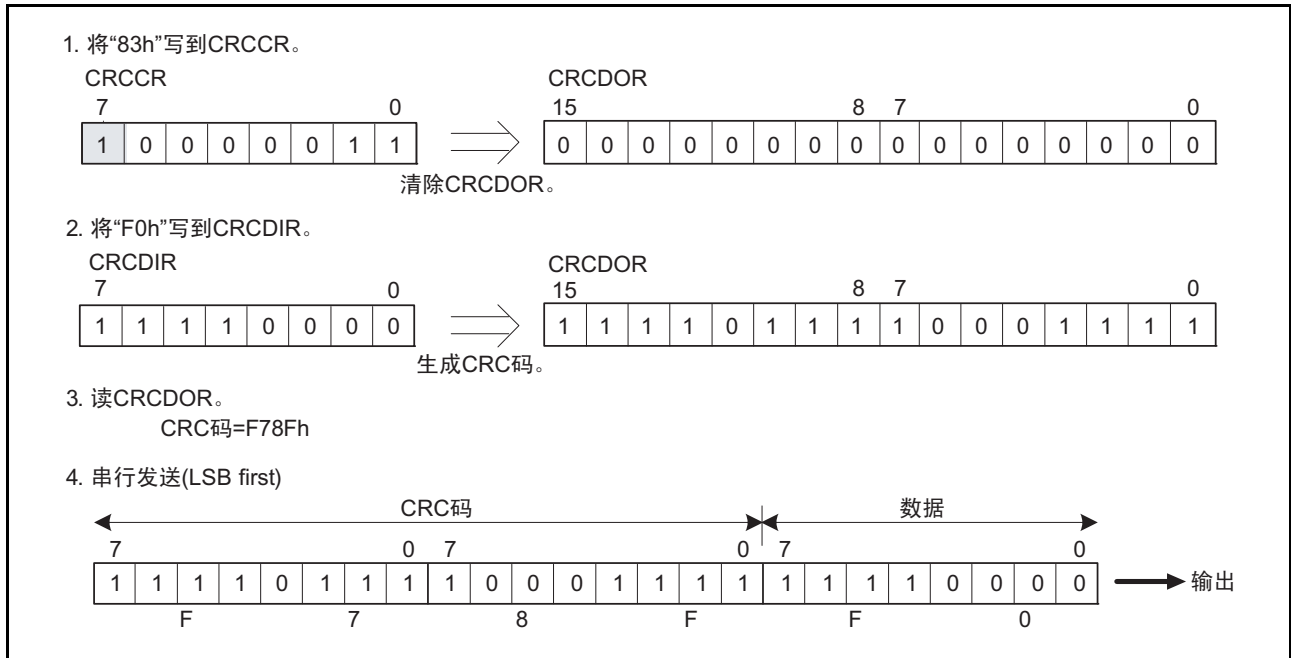 1. 将“83h”写到CRCCR。
CRCCR CRCDOR
7 0 15 8 7 0
1 0 0 0 0 0 1 1 0 0 0 0 0 0 0 0 0 0 0 0 0 0 0 0
清除CRCDOR。
2. 将“F0h”写到CRCDIR。
CRCDIR CRCDOR
7 0 15 8 7 0
1 1 1 1 0 0 0 0 1 1 1 1 0 1 1 1 1 0 0 0 1 1 1 1
生成CRC码。
3. 读CRCDOR。
CRC码=F78Fh
4. 串行发送(LSB first)
CRC码 数据
7 0 7 0 7 0
1 1 1 1 0 1 1 1 1 0 0 0 1 1 1 1 1 1 1 1 0 0 0 0 输出
F 7 8 F F 0